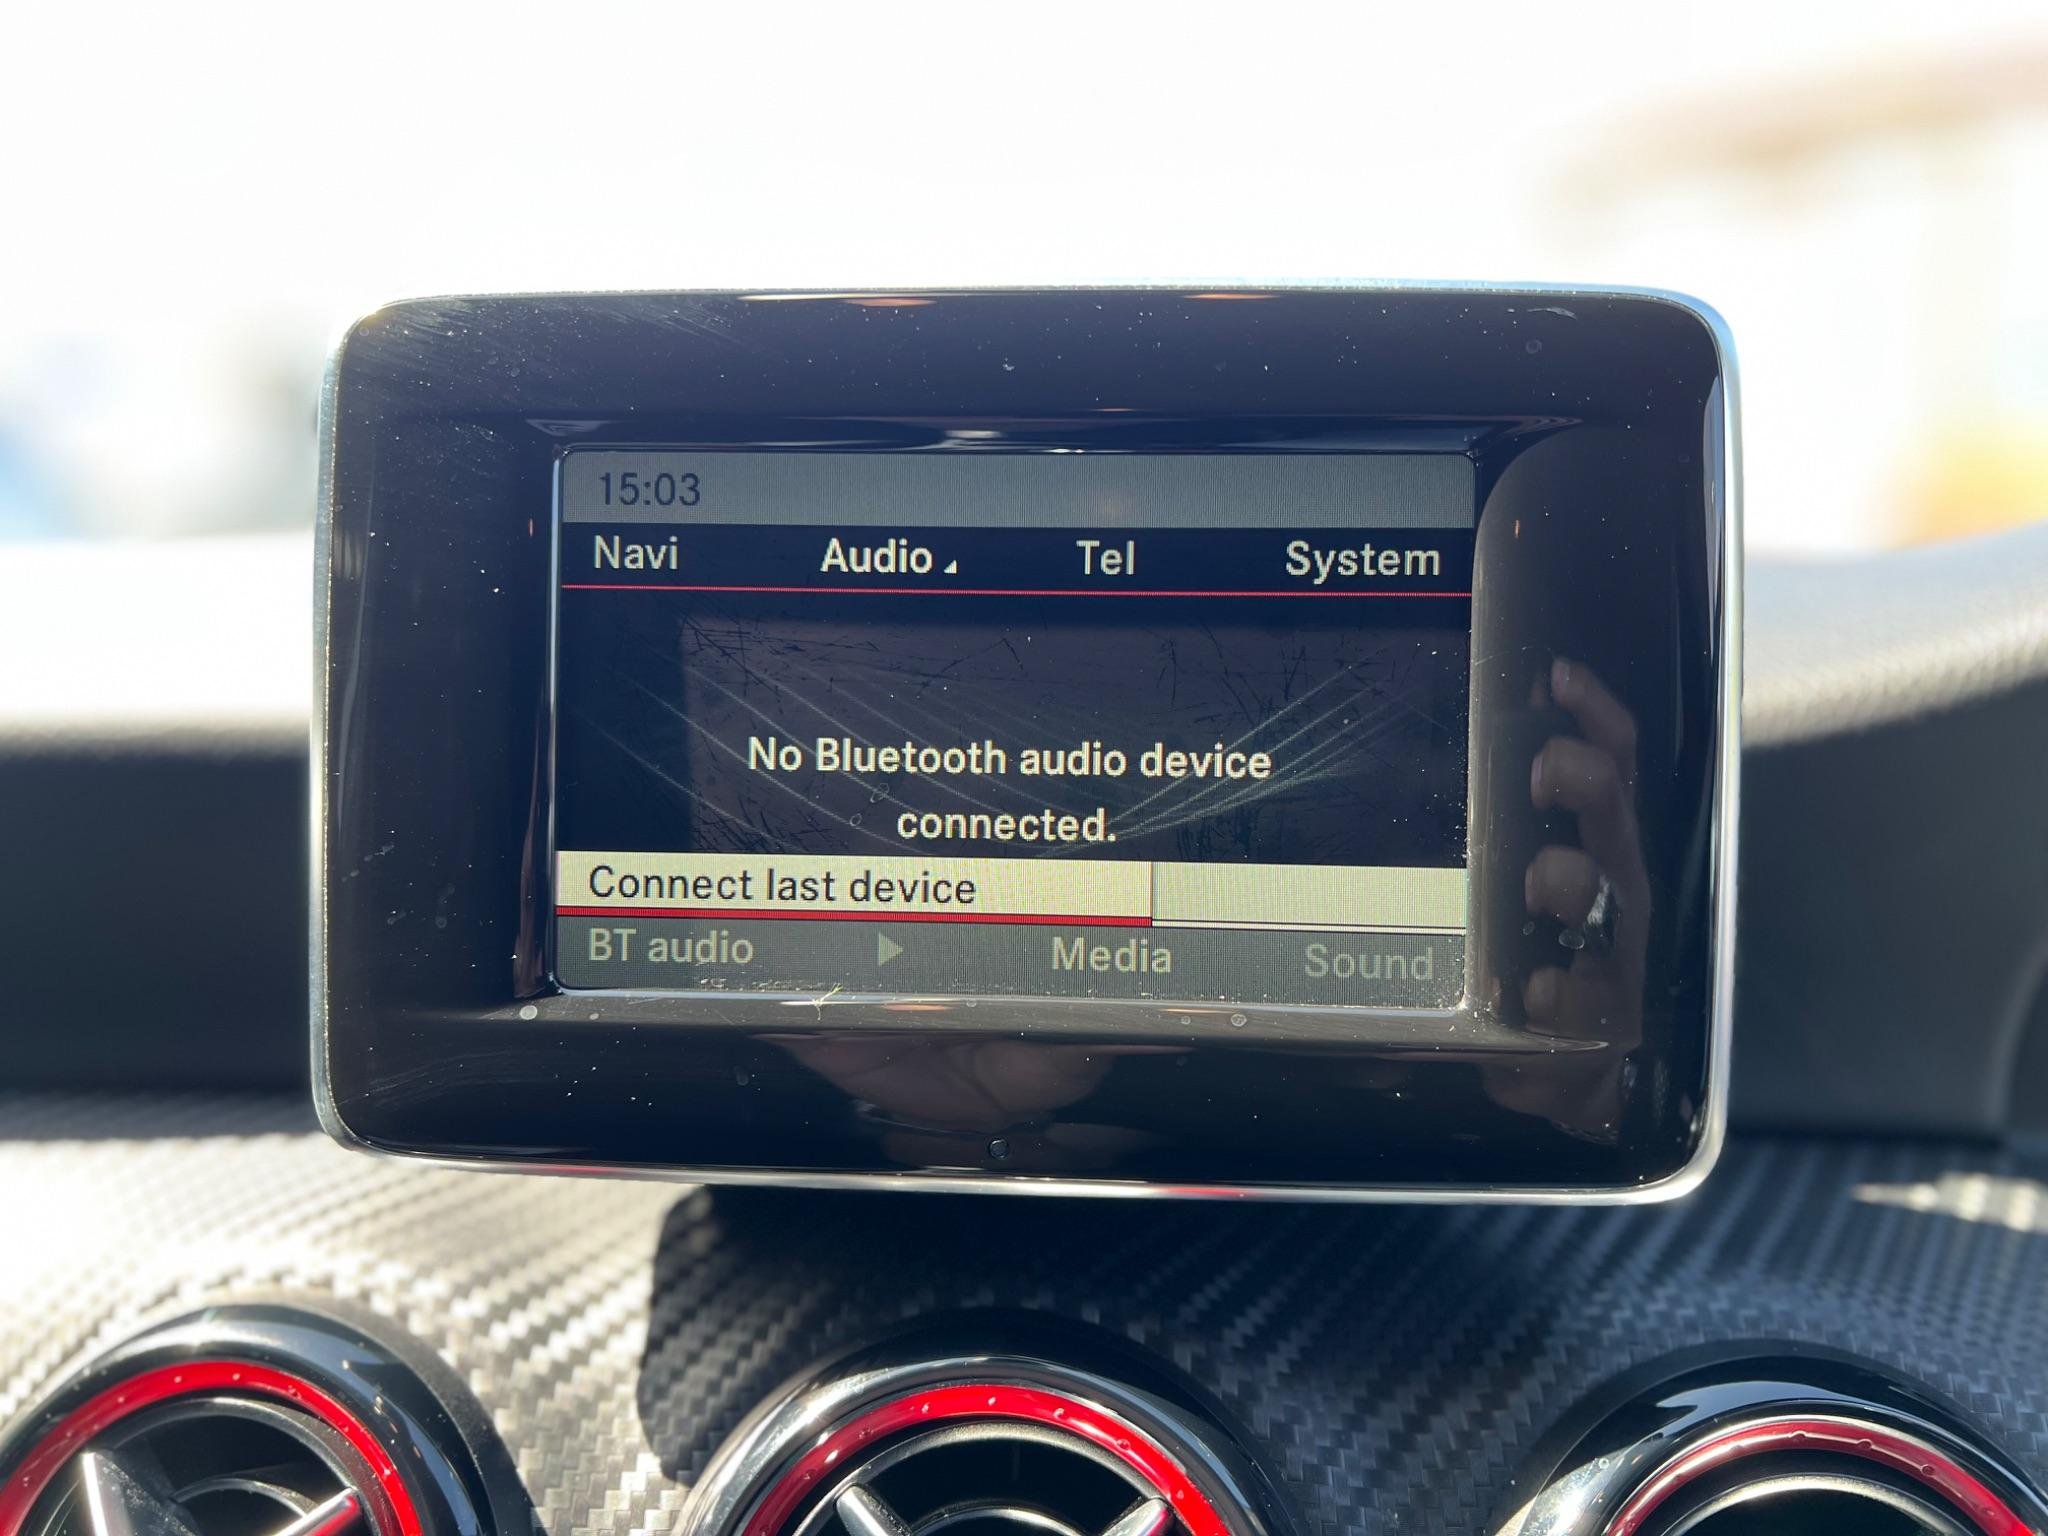 15:03
Navi Audio Tel System
No Bluetooth audio device
connected.
Connect last device
BT audio Media Sound